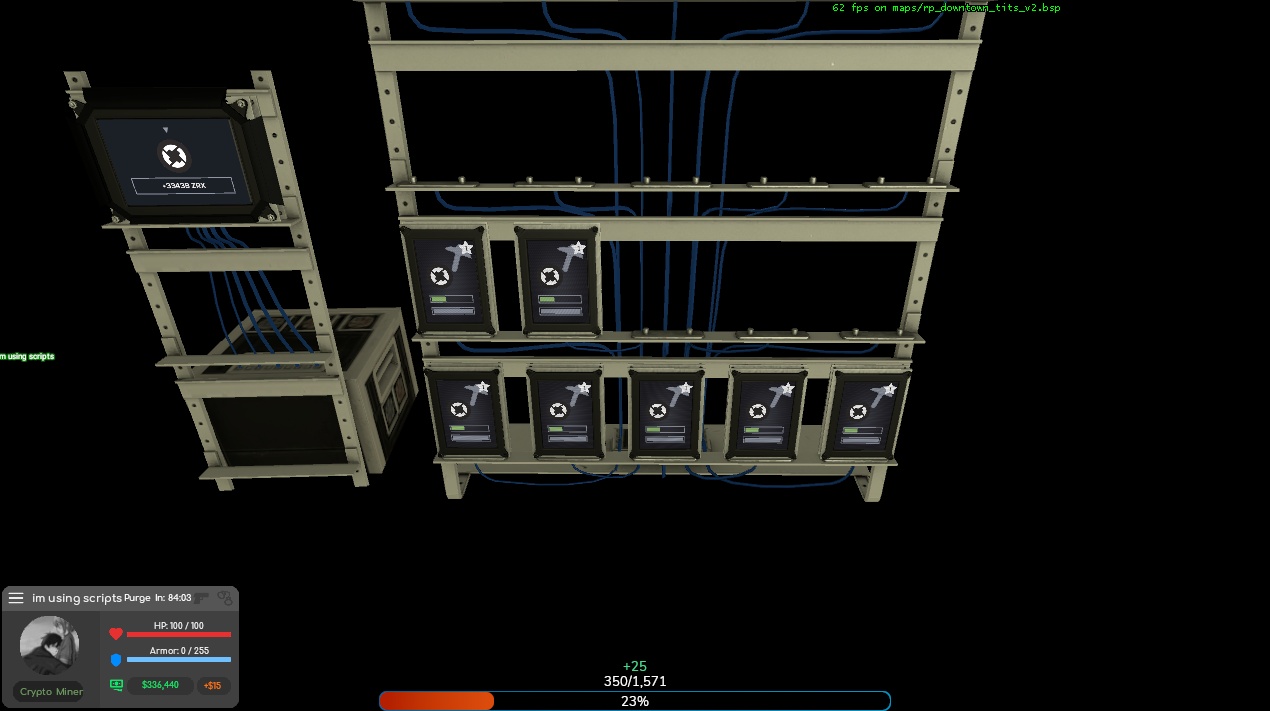 62 fps on maps/rp_downtown_tits_v2.bsp
+33438 ZRX
m using scripts
im using scripts Purge In: 84:03
HP: 100 / 100
Armor: 0 / 255
Crypto Miner
$336,440
+$15
+25
350/1,571
23%